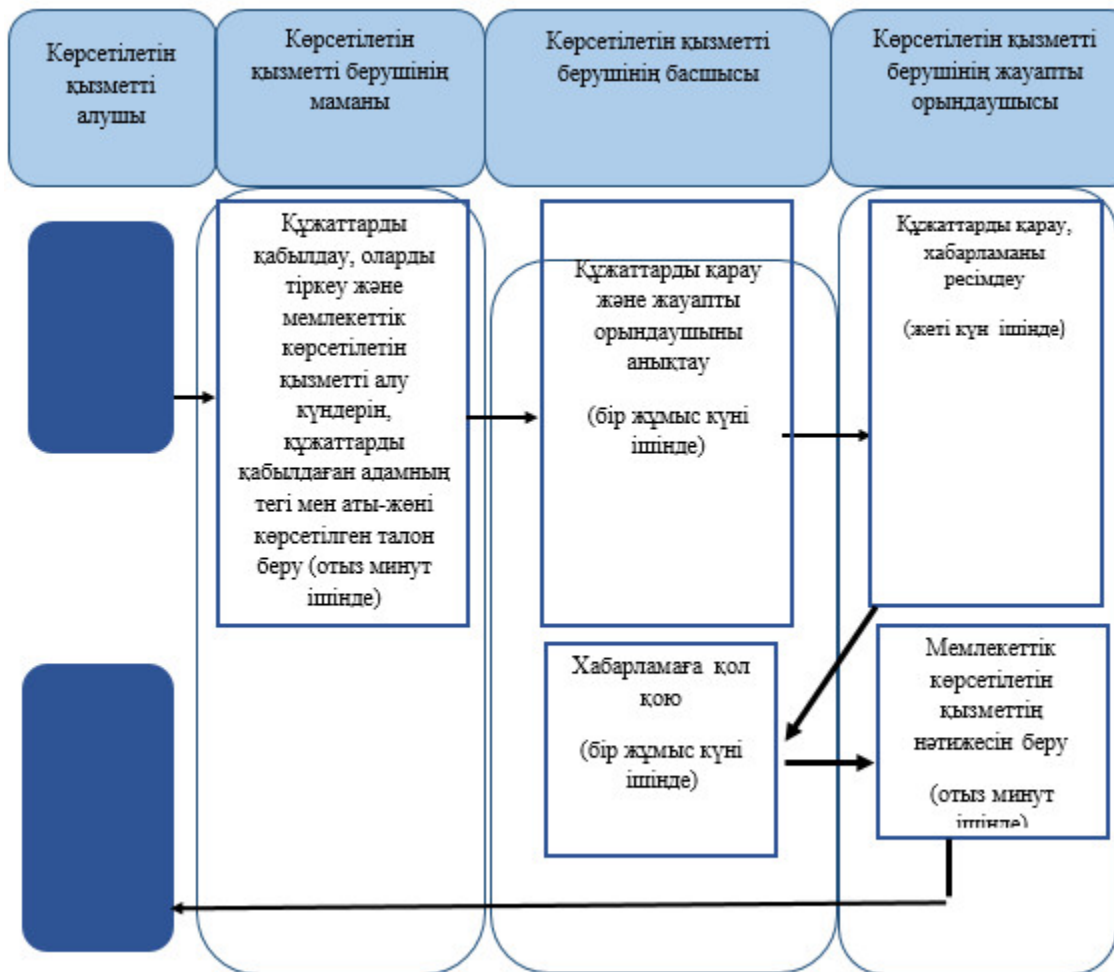 Көрсетілетін
қызметті
алушы
Көрсетілетін
қызметті берушінің
маманы
Көрсетілетін қызметті
берушінің басшысы
Көрсетілетін қызметті
берушінің жауапты
орындаушысы
Құжаттарды
қабылдау, оларды
тіркеу және
мемлекеттік
көрсетілетін
қызметті алу
күндерін,
құжаттарды
қабылдаған адамның
тегі мен аты-жөні
көрсетілген талон
беру (отыз минут
ішінде)
Құжаттарды қарау
және жауапты
орындаушыны
анықтау
(бір жұмыс күні
ішінде)
Құжаттарды қарау,
хабарламаны
ресімдеу
(жеті күн ішінде)
Хабарламаға қол
қою
(бір жұмыс күні
ішінде)
Мемлекеттік
көрсетілетін
қызметтің
нәтижесін беру
(отыз минут
ішінде)